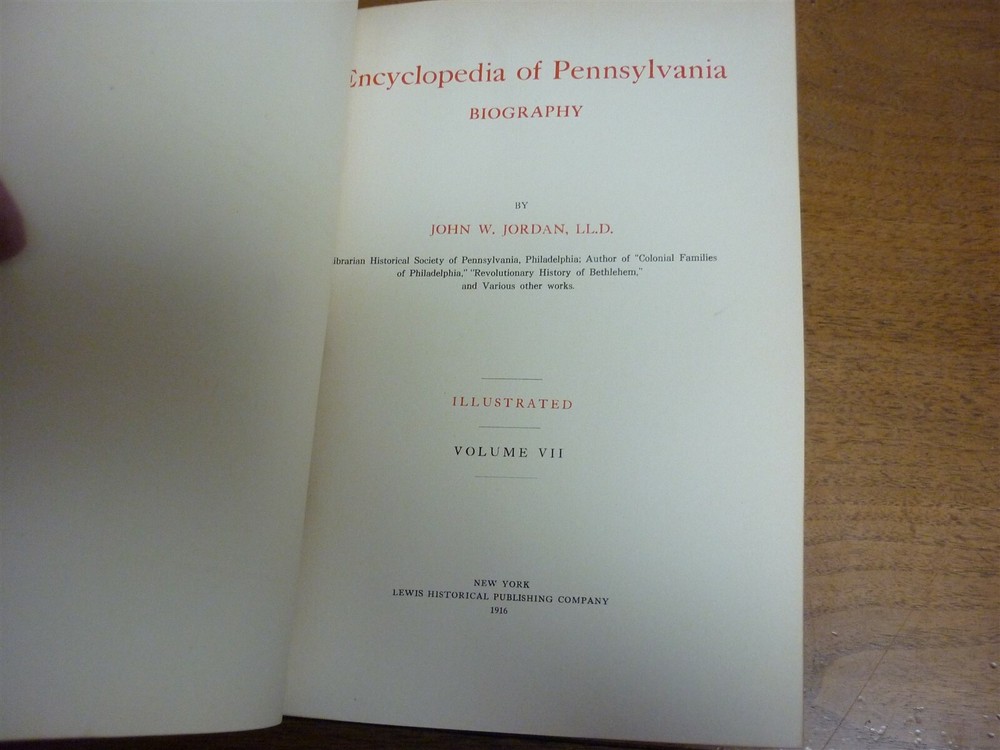 Encyclopedia of Pennsylvania
BIOGRAPHY
BY
JOHN W. JORDAN, LL.D.
Librarian Historical Society of Pennsylvania, Philadelphia; Author of "Colonial Families
of Philadelphia," "Revolutionary History of Bethlehem,"
and Various other works.
ILLUSTRATED
VOLUME VII
NEW YORK
LEWIS HISTORICAL PUBLISHING COMPANY
1916